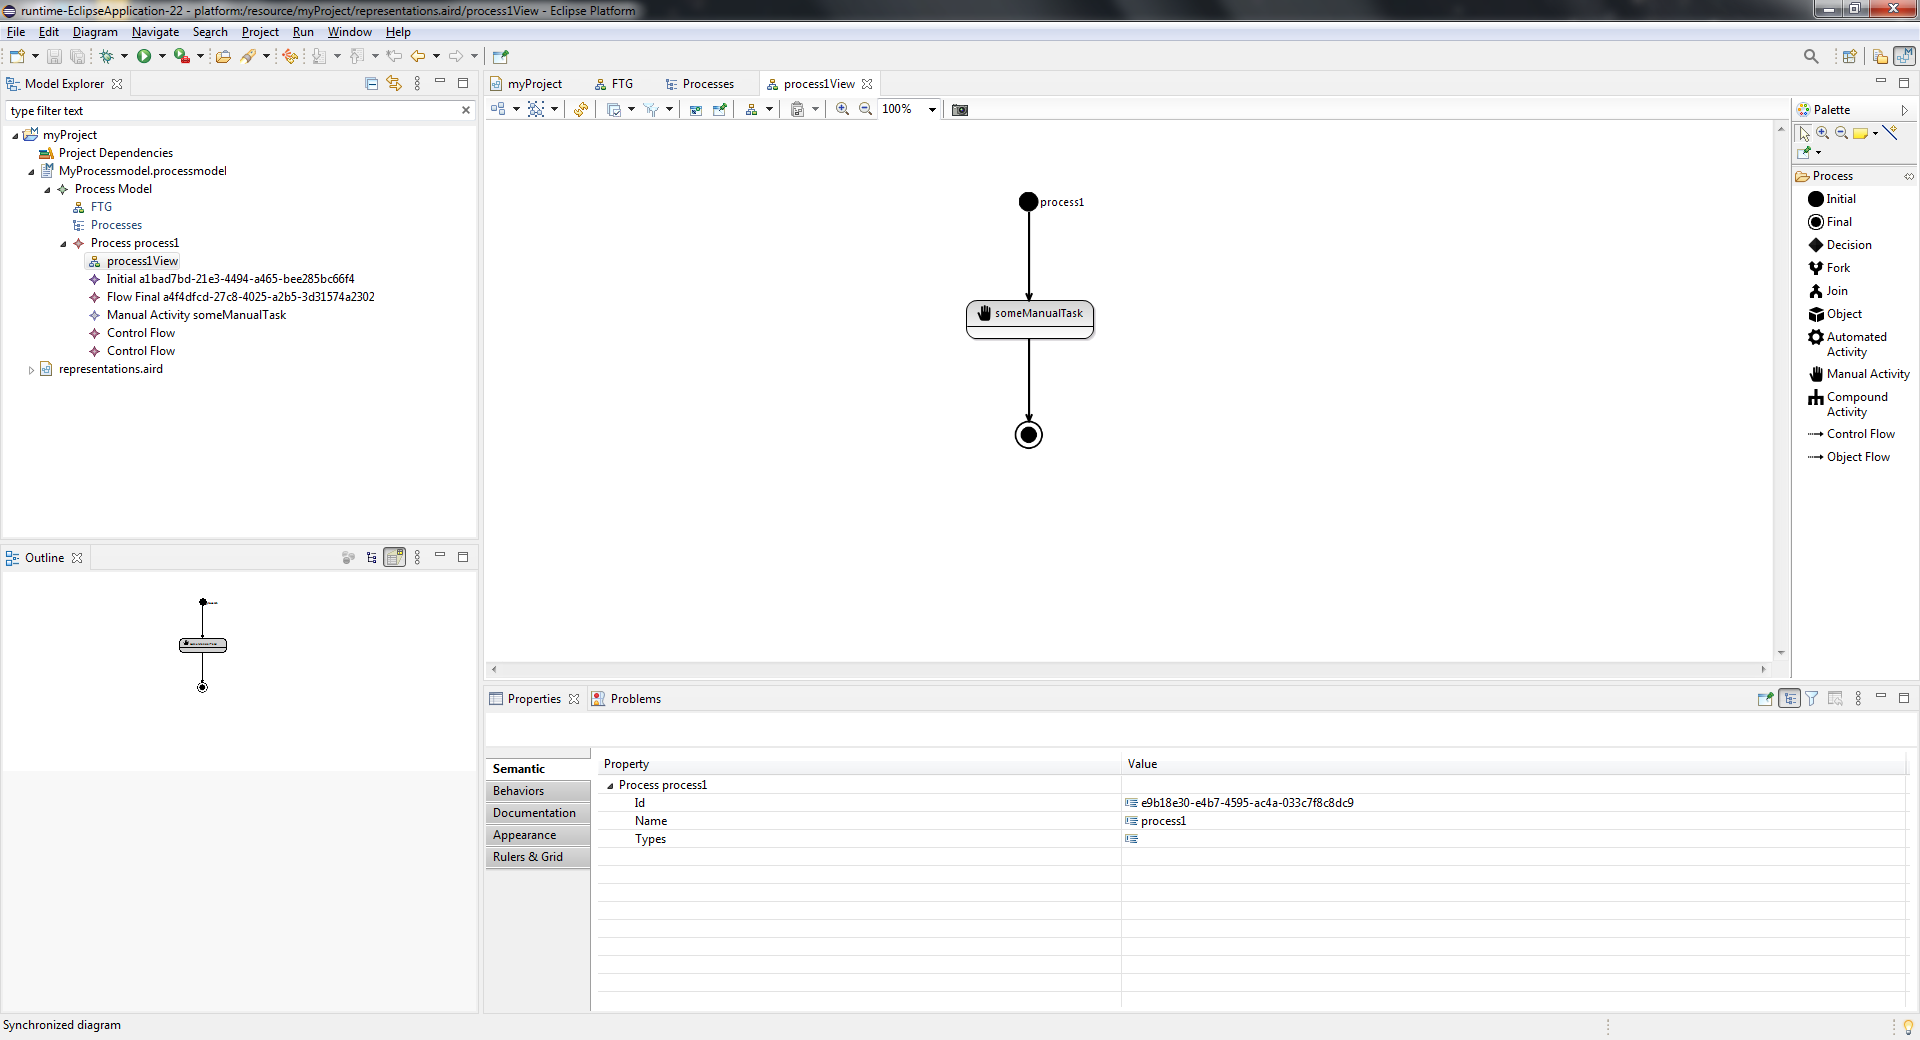 runtime-EclipseApplication-22 - platform:/resource/myProject/representations.aird/process1View - Eclipse Platform
File Edit Diagram Navigate Search Project Run Window Help
Model Explorer
type filter text
myProject
Project Dependencies
MyProcessmodel.processmodel
Process Model
FTG
Processes
Process process1
process1View
Initial a1bad7bd-21e3-4494-a465-bee285bc66f4
Flow Final a4f4dfcd-27c8-4025-a2b5-3d31574a2302
Manual Activity someManualTask
Control Flow
Control Flow
representations.aird
Outline
myProject FTG Processes process1View
100%
process1
someManualTask
Palette
Process
Initial
Final
Decision
Fork
Join
Object
Automated
Activity
Manual Activity
Compound
Activity
Control Flow
Object Flow
Properties Problems
Semantic
Behaviors
Documentation
Appearance
Rulers & Grid
Property Value
Process process1
Id e9b18e30-e4b7-4595-ac4a-033c7f8c8dc9
Name process1
Types
Synchronized diagram